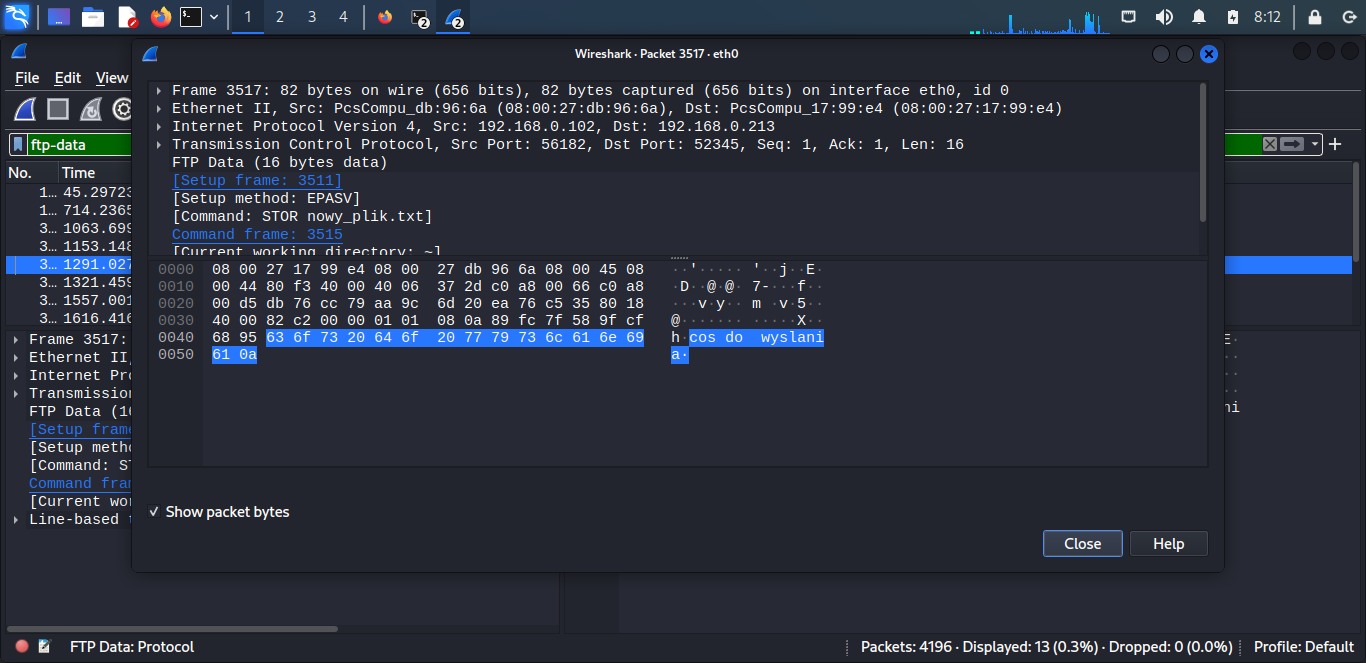 1 2 3 4 2 2 8:12
Wireshark · Packet 3517 · eth0
File Edit View
ftp-data
No. Time
1… 45.29723
1… 714.2365
3… 1063.699
3… 1153.148
3… 1291.027
3… 1321.459
3… 1557.001
3… 1616.416
Frame 3517: 82 bytes on wire (656 bits), 82 bytes captured (656 bits) on interface eth0, id 0
Ethernet II, Src: PcsCompu_db:96:6a (08:00:27:db:96:6a), Dst: PcsCompu_17:99:e4 (08:00:27:17:99:e4)
Internet Protocol Version 4, Src: 192.168.0.102, Dst: 192.168.0.213
Transmission Control Protocol, Src Port: 56182, Dst Port: 52345, Seq: 1, Ack: 1, Len: 16
FTP Data (16 bytes data)
[Setup frame: 3511]
[Setup method: EPASV]
[Command: STOR nowy_plik.txt]
Command frame: 3515
[Current working directory: ~]
0000 08 00 27 17 99 e4 08 00 27 db 96 6a 08 00 45 08 ··'····· '··j··E·
0010 00 44 80 f3 40 00 40 06 37 2d c0 a8 00 66 c0 a8 ·D··@·@· 7-···f··
0020 00 d5 db 76 cc 79 aa 9c 6d 20 ea 76 c5 35 80 18 ···v·y·· m ·v·5··
0030 40 00 82 c2 00 00 01 01 08 0a 89 fc 7f 58 9f cf @······· ·····X··
0040 68 95 63 6f 73 20 64 6f 20 77 79 73 6c 61 6e 69 h·cos do wyslani
0050 61 0a a·
Frame 3517:
Ethernet II,
Internet Pro
Transmission
FTP Data (16
[Setup frame
[Setup metho
[Command: ST
Command fram
[Current wor
Line-based
E·
ni
Show packet bytes
Close Help
FTP Data: Protocol
Packets: 4196 · Displayed: 13 (0.3%) · Dropped: 0 (0.0%)
Profile: Default